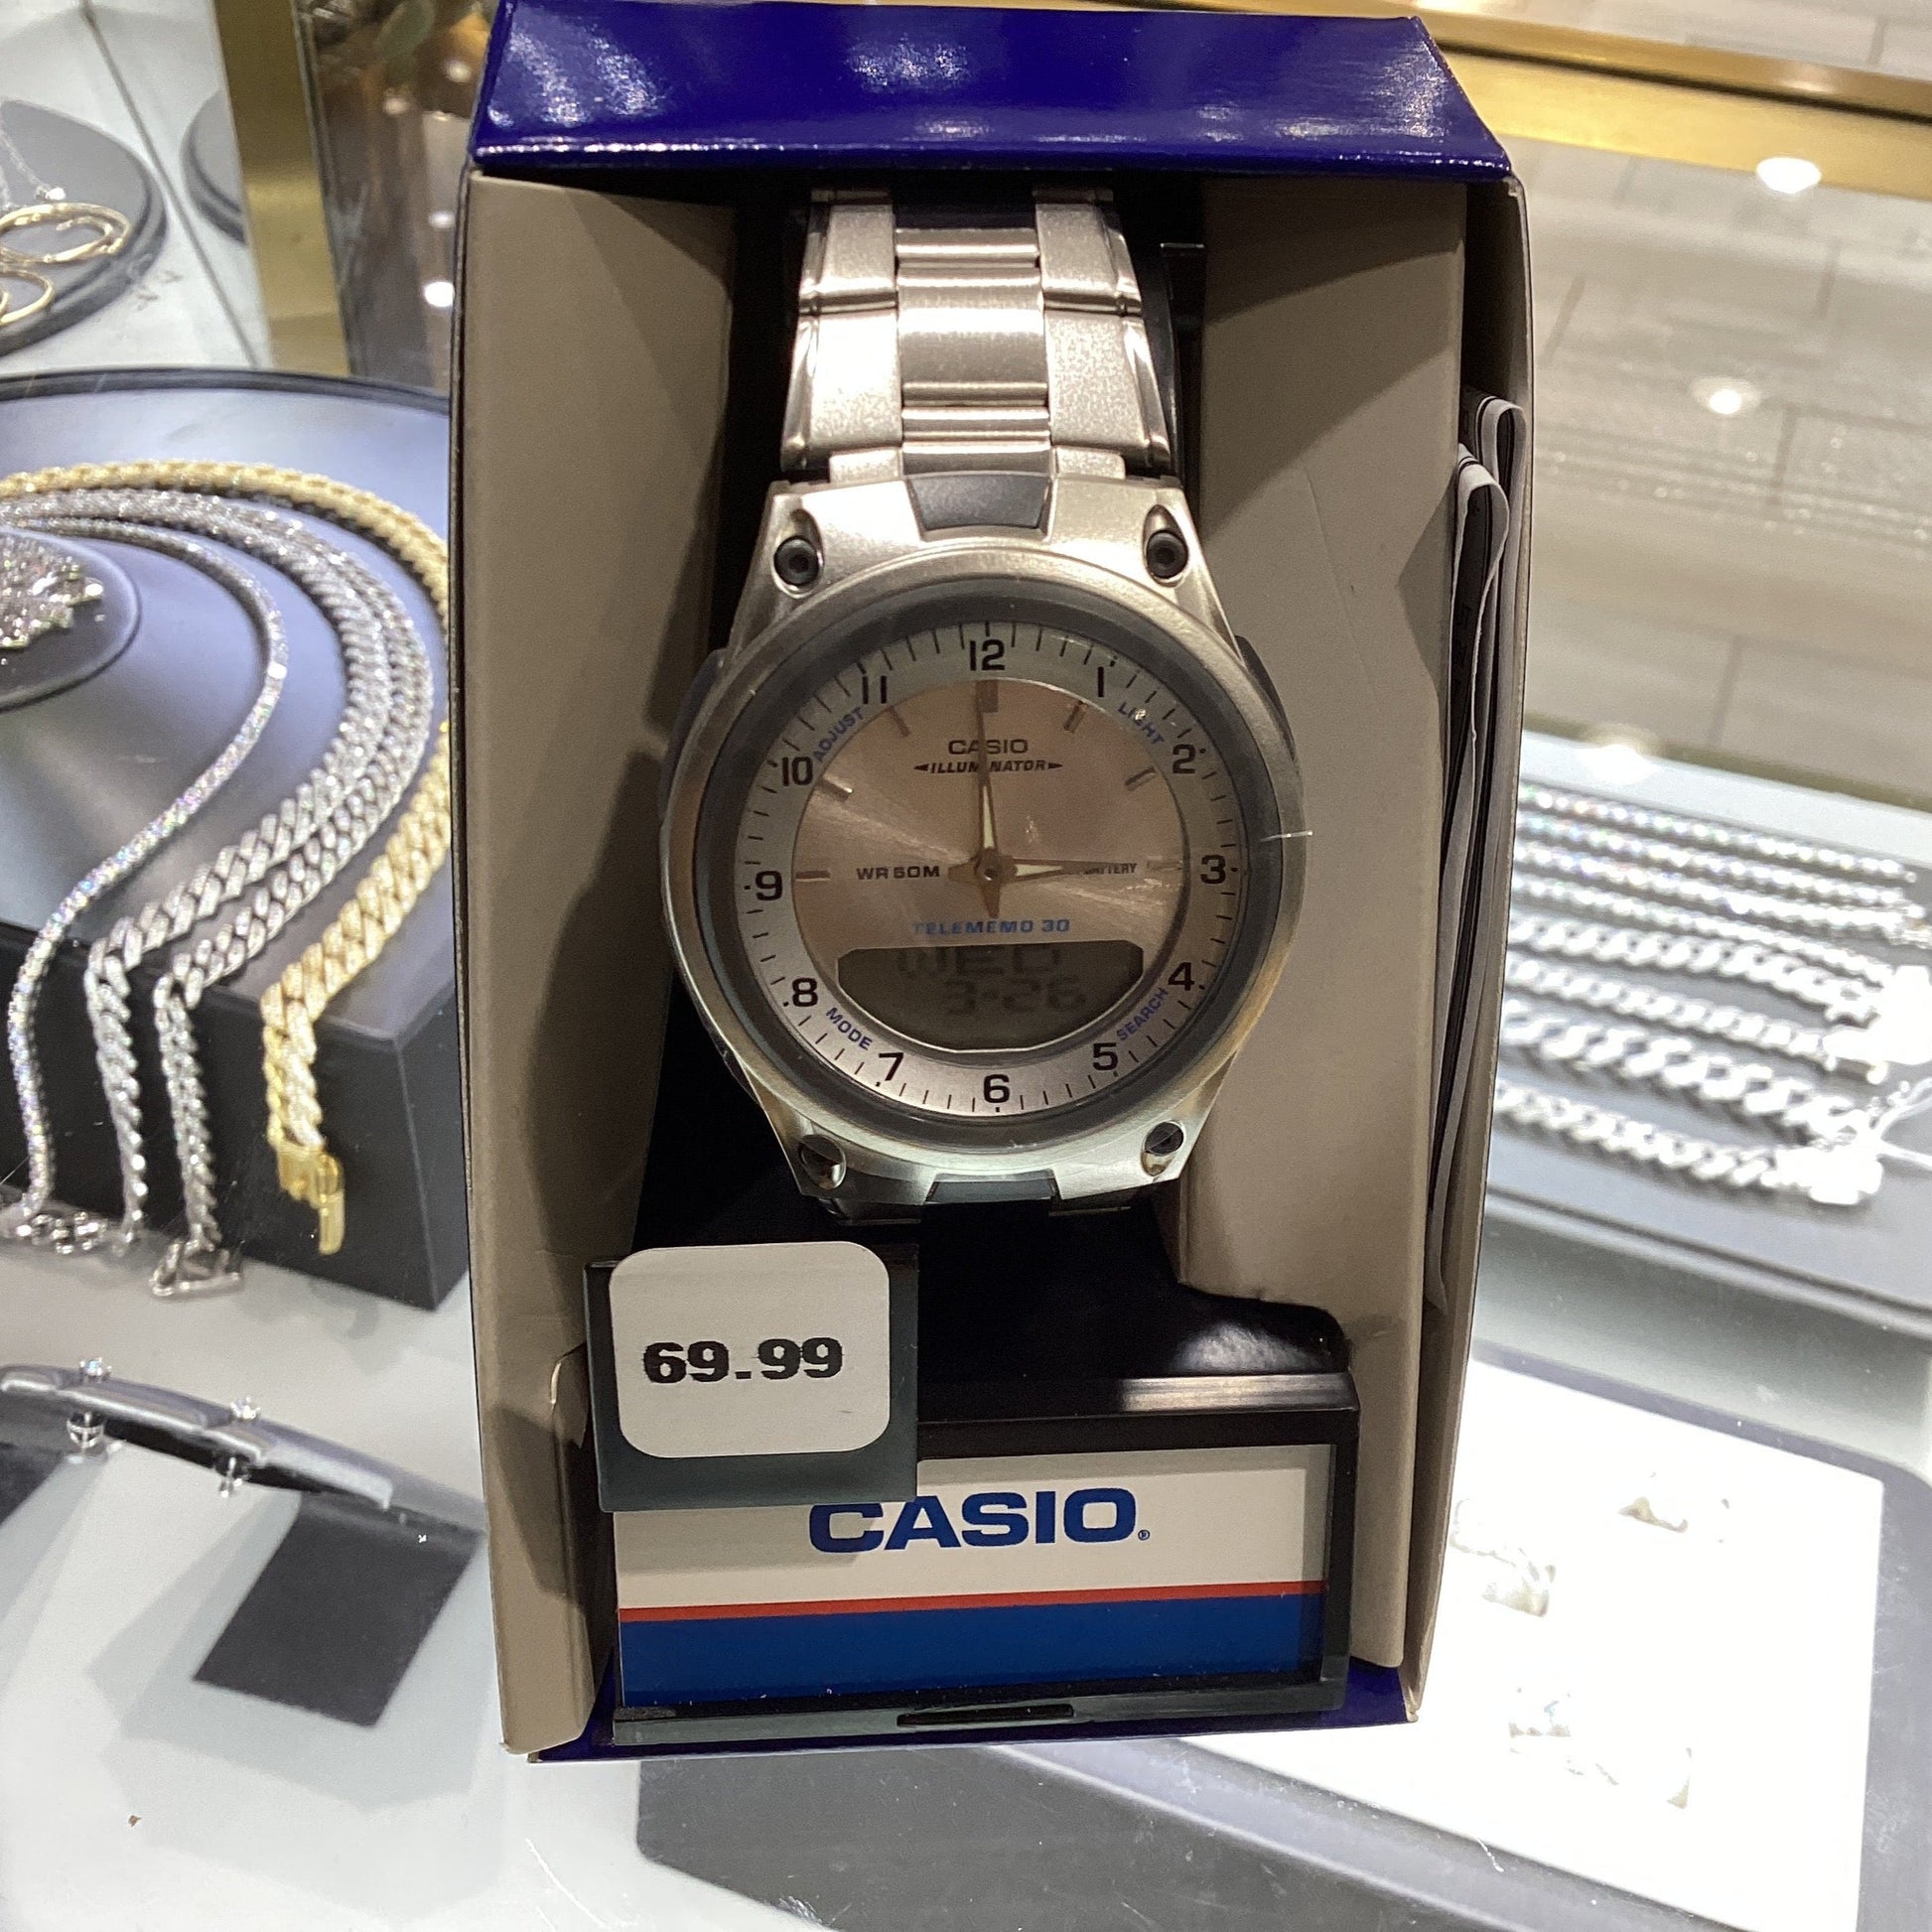 12
11
1
ADJUST
LIGHT
10
2
CASIO
ILLUMINATOR
9
WR 50M
BATTERY
3
TELEMEMO 30
WED
3-26
8
4
MODE
SEARCH
7
5
6
69.99
CASIO®